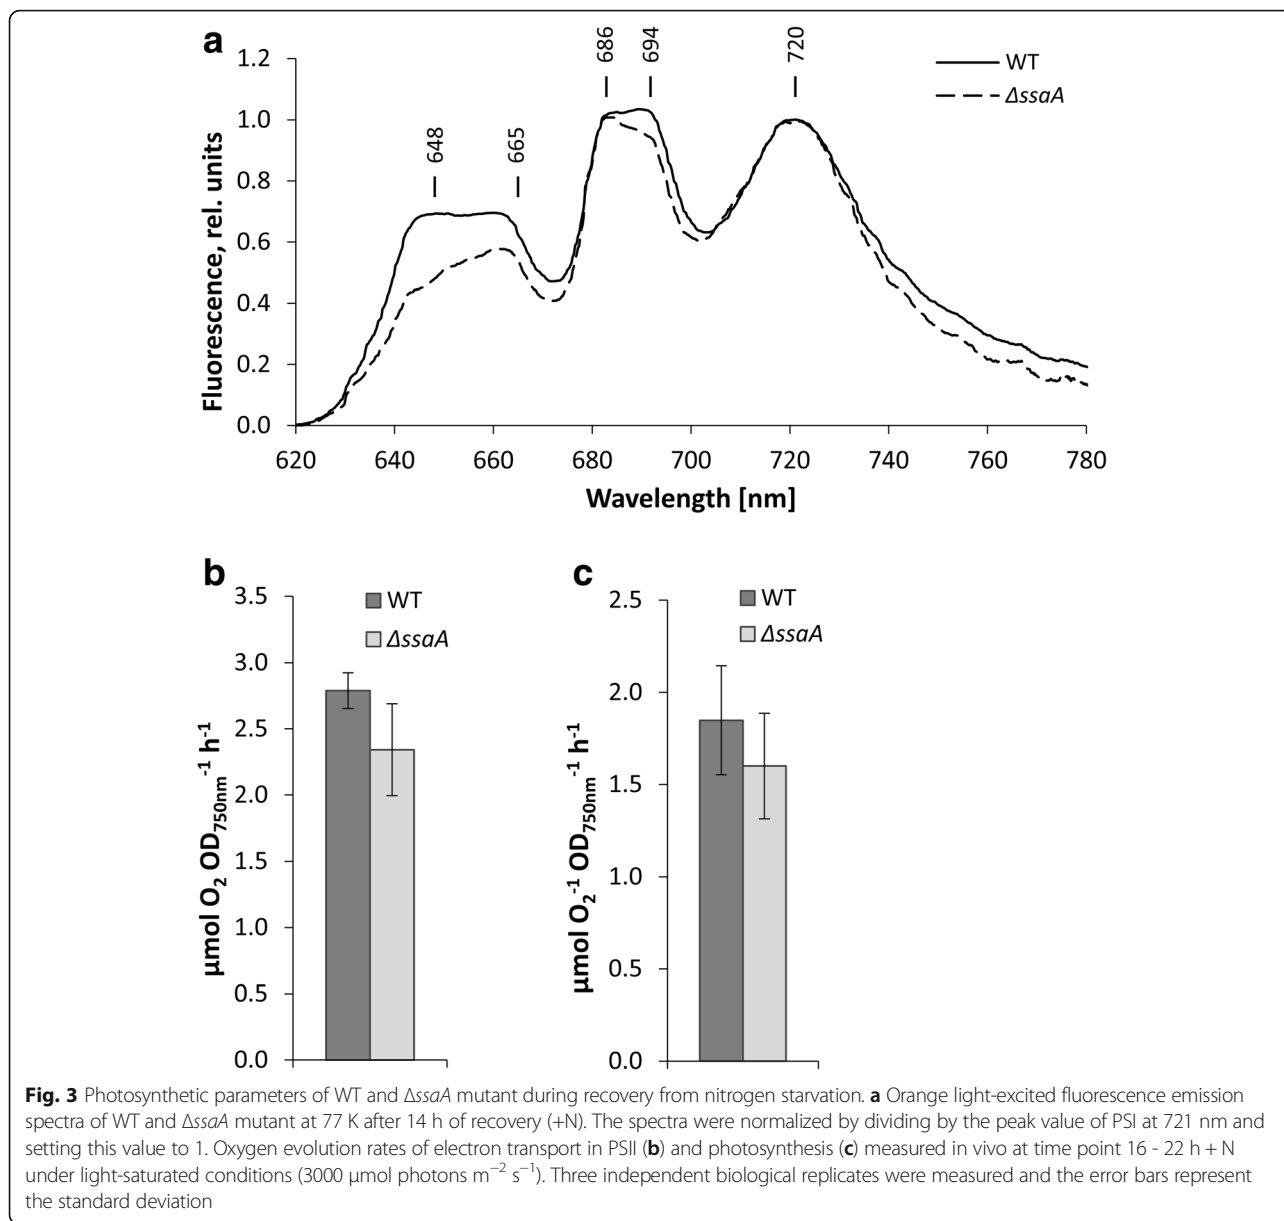 a
686
694
720
648
665
WT
ΔssaA
1.2
1.0
0.8
0.6
0.4
0.2
0.0
Fluorescence, rel. units
620 640 660 680 700 720 740 760 780
Wavelength [nm]
b
WT
ΔssaA
3.5
3.0
2.5
2.0
1.5
1.0
0.5
0.0
µmol O₂ OD₇₅₀ₙₘ⁻¹ h⁻¹
c
WT
ΔssaA
2.5
2.0
1.5
1.0
0.5
0.0
µmol O₂⁻¹ OD₇₅₀ₙₘ⁻¹ h⁻¹
Fig. 3 Photosynthetic parameters of WT and ΔssaA mutant during recovery from nitrogen starvation. a Orange light-excited fluorescence emission
spectra of WT and ΔssaA mutant at 77 K after 14 h of recovery (+N). The spectra were normalized by dividing by the peak value of PSI at 721 nm and
setting this value to 1. Oxygen evolution rates of electron transport in PSII (b) and photosynthesis (c) measured in vivo at time point 16 - 22 h + N
under light-saturated conditions (3000 µmol photons m⁻² s⁻¹). Three independent biological replicates were measured and the error bars represent
the standard deviation